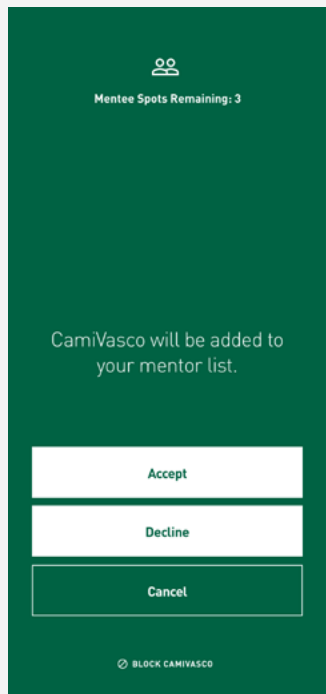 Mentee Spots Remaining: 3
CamiVasco will be added to
your mentor list.
Accept
Decline
Cancel
BLOCK CAMIVASCO